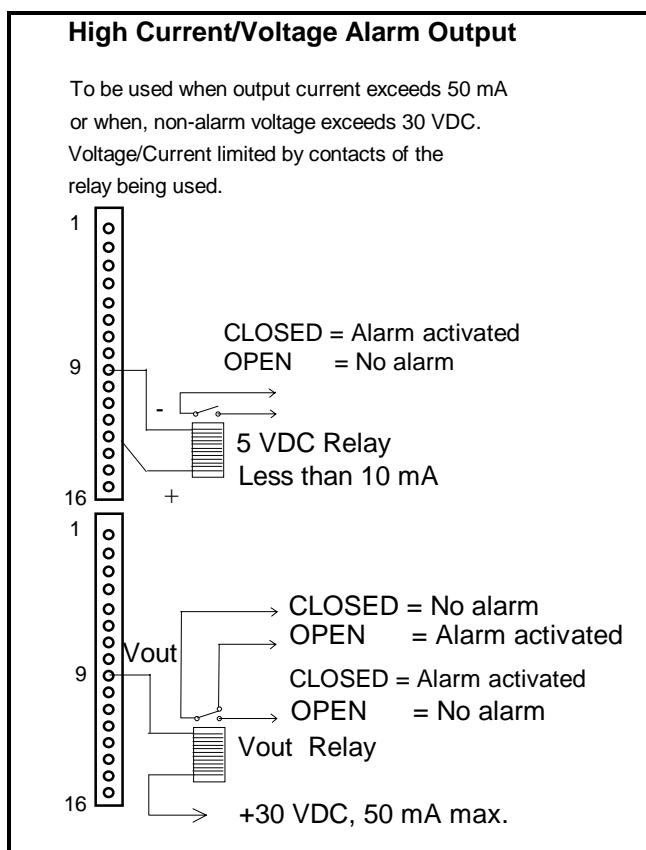 High Current/Voltage Alarm Output
To be used when output current exceeds 50 mA
or when, non-alarm voltage exceeds 30 VDC.
Voltage/Current limited by contacts of the
relay being used.
1
CLOSED = Alarm activated
9
OPEN = No alarm
-
5 VDC Relay
Less than 10 mA
16
+
1
CLOSED = No alarm
OPEN = Alarm activated
Vout
9
CLOSED = Alarm activated
OPEN = No alarm
Vout Relay
16
+30 VDC, 50 mA max.